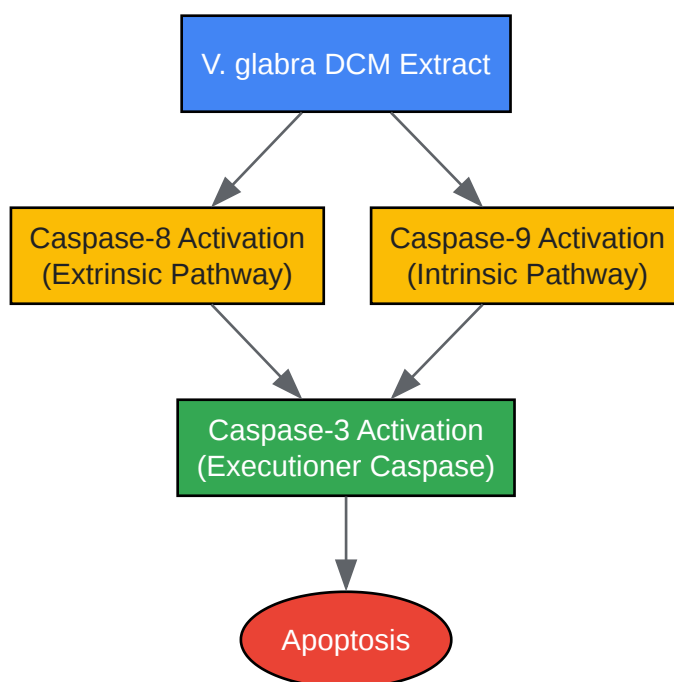 V. glabra DCM Extract
Caspase-8 Activation
(Extrinsic Pathway)
Caspase-9 Activation
(Intrinsic Pathway)
Caspase-3 Activation
(Executioner Caspase)
Apoptosis